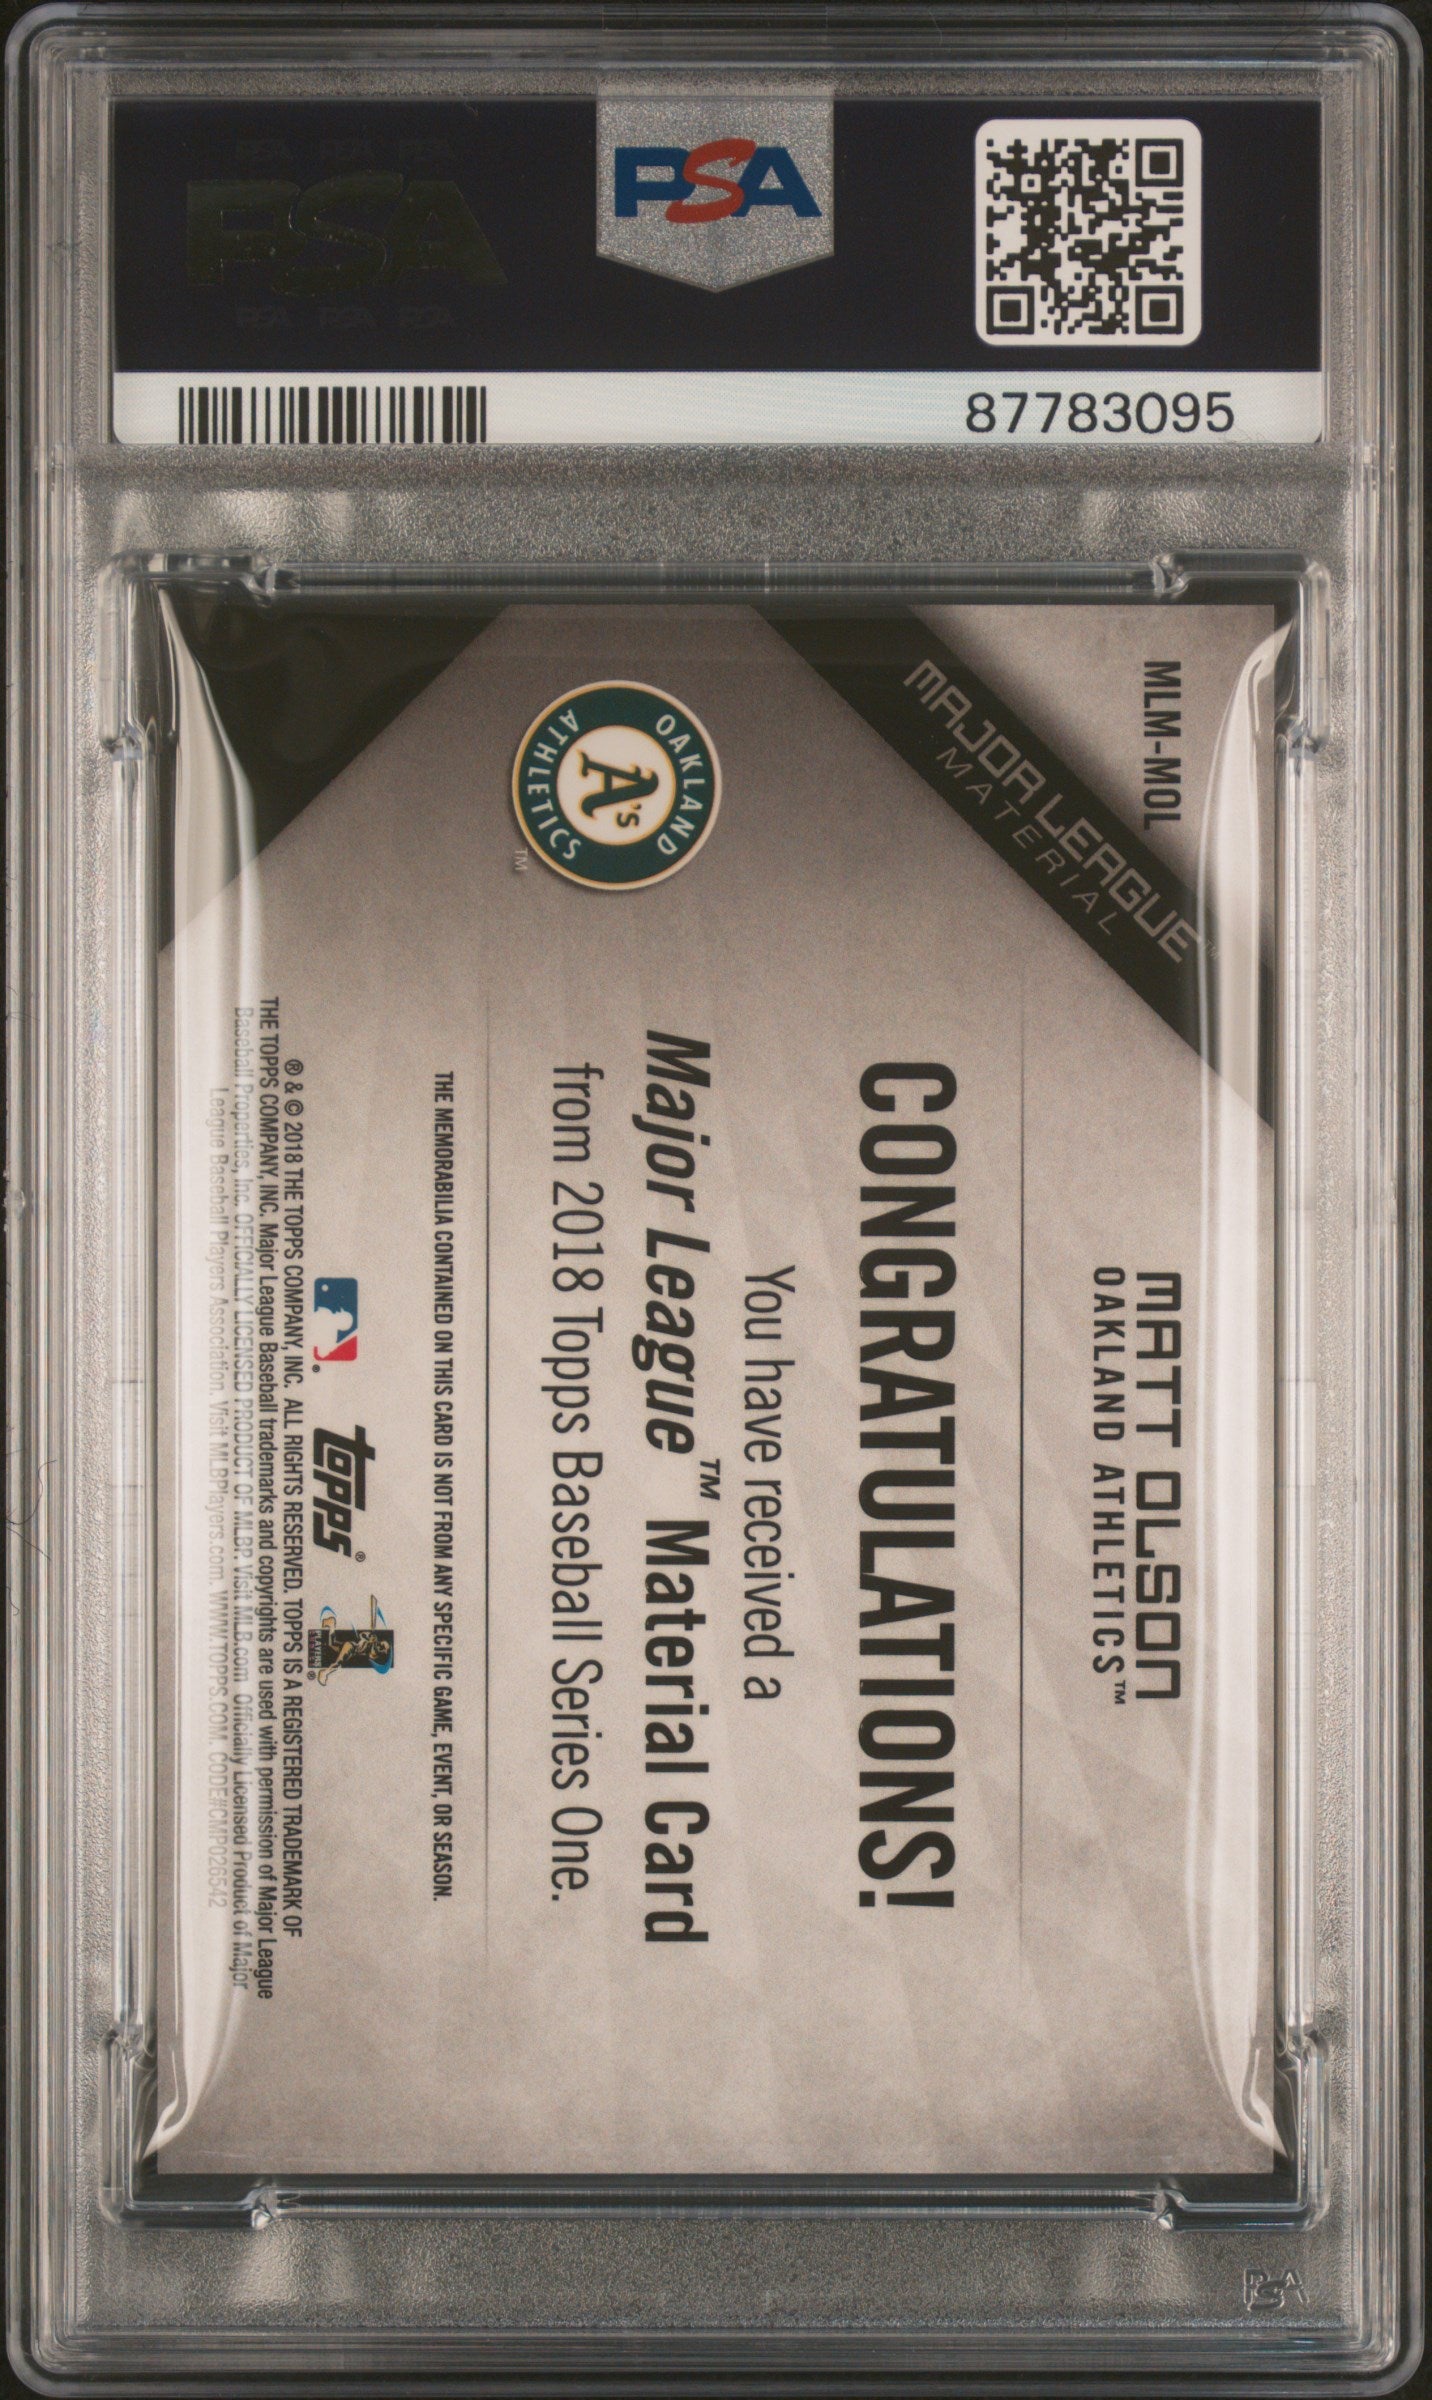 PSA
87783095
MLM-MOL
MAJOR LEAGUE™
MATERIAL
MATT OLSON
OAKLAND ATHLETICS™
CONGRATULATIONS!
You have received a
Major League™ Material Card
from 2018 Topps Baseball Series One.
OAKLAND
A's
ATHLETICS
TM
THE MEMORABILIA CONTAINED ON THIS CARD IS NOT FROM ANY SPECIFIC GAME, EVENT, OR SEASON.
topps®
PLAYERS
® & © 2018 THE TOPPS COMPANY, INC. ALL RIGHTS RESERVED. TOPPS IS A REGISTERED TRADEMARK OF
THE TOPPS COMPANY, INC. Major League Baseball trademarks and copyrights are used with permission of Major League
Baseball Properties, Inc. OFFICIALLY LICENSED PRODUCT OF MLBP. Visit MLB.com Officially Licensed Product of Major
League Baseball Players Association. Visit MLBPlayers.com. WWW.TOPPS.COM. CODE#CMP026542
PSA